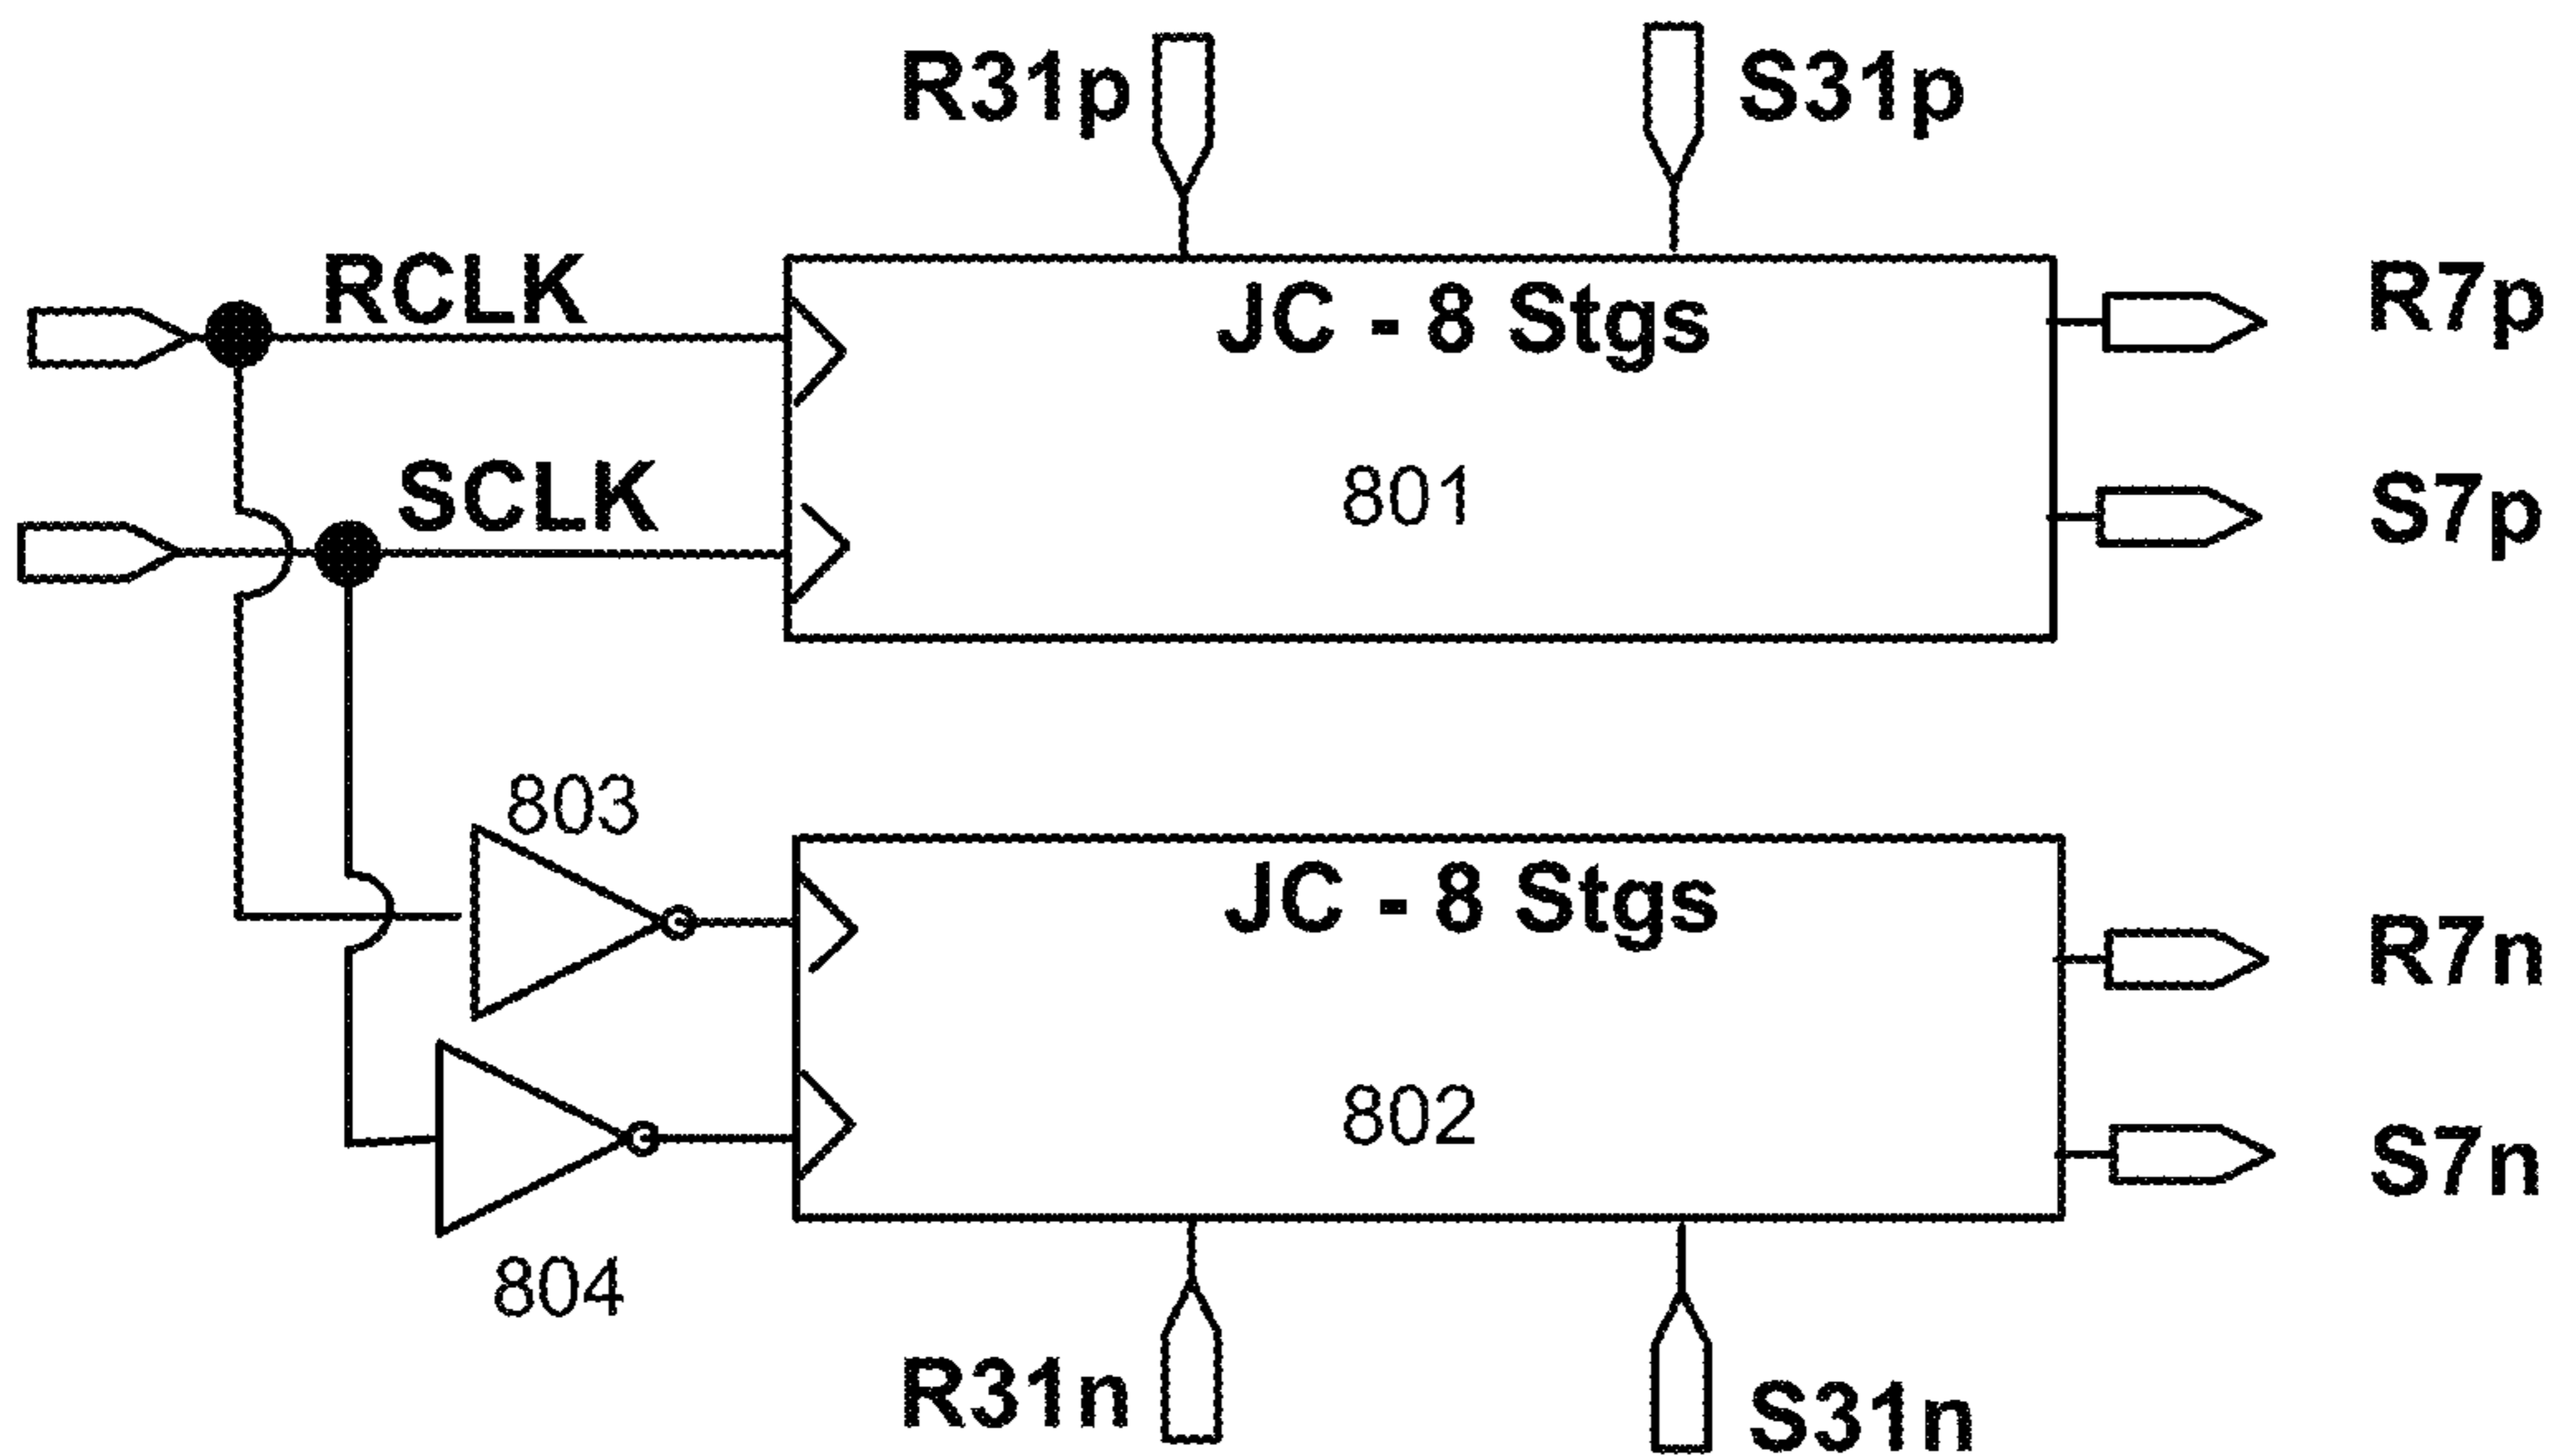 R31p
S31p
RCLK
JC - 8 Stgs
R7p
SCLK
801
S7p
803
JC - 8 Stgs
R7n
802
S7n
804
R31n
S31n